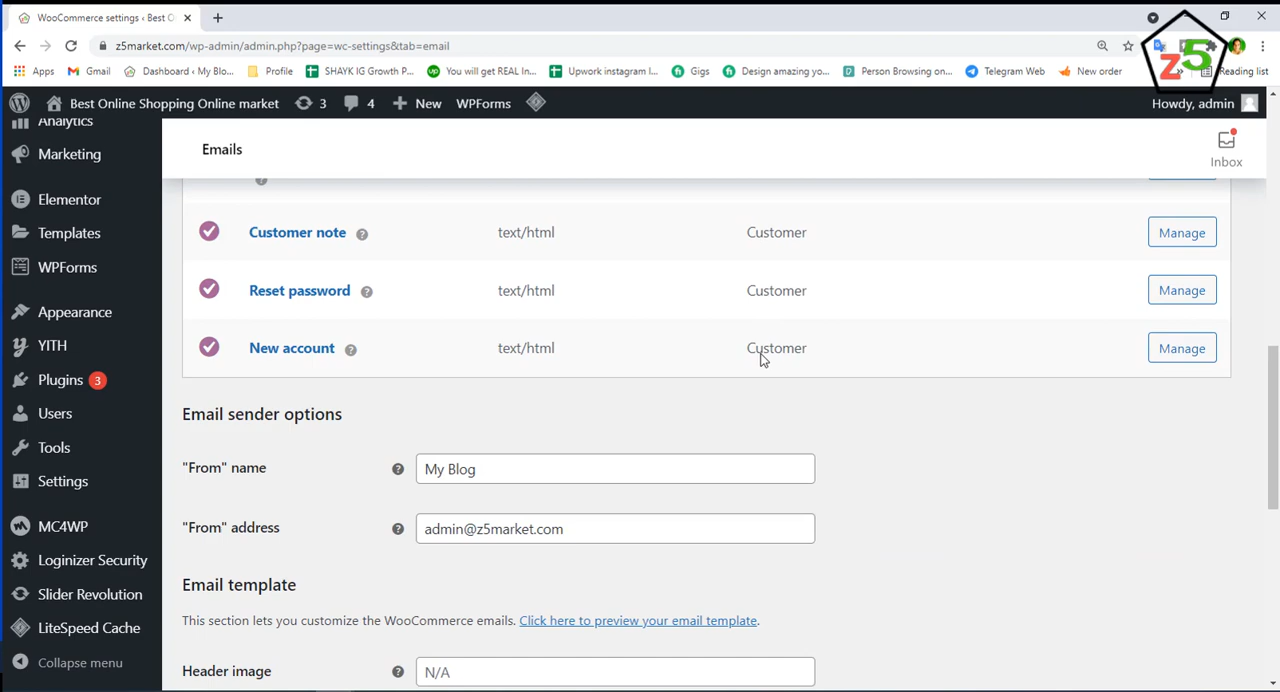 WooCommerce settings ‹ Best O
z5market.com/wp-admin/admin.php?page=wc-settings&tab=email
Apps
Gmail
Dashboard ‹ My Blo...
Profile
SHAYK IG Growth P...
You will get REAL In...
Upwork instagram l...
Gigs
Design amazing yo...
Person Browsing on...
Telegram Web
New order
»
Reading list
z5
Best Online Shopping Online market
3
4
New
WPForms
Howdy, admin
Analytics
Marketing
Elementor
Templates
WPForms
Appearance
YITH
Plugins 3
Users
Tools
Settings
MC4WP
Loginizer Security
Slider Revolution
LiteSpeed Cache
Collapse menu
Emails
Inbox
Customer note text/html Customer Manage
Reset password text/html Customer Manage
New account text/html Customer Manage
Email sender options
"From" name My Blog
"From" address admin@z5market.com
Email template
This section lets you customize the WooCommerce emails. Click here to preview your email template.
Header image N/A